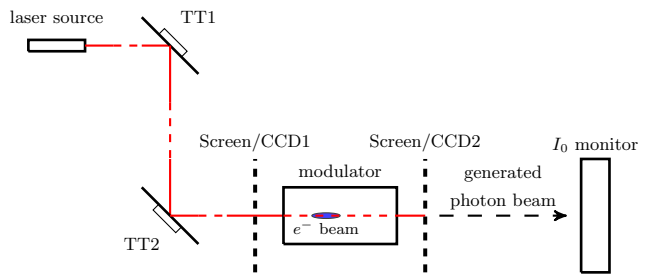 laser source
TT1
Screen/CCD1
Screen/CCD2
I₀ monitor
modulator
generated
photon beam
e⁻ beam
TT2